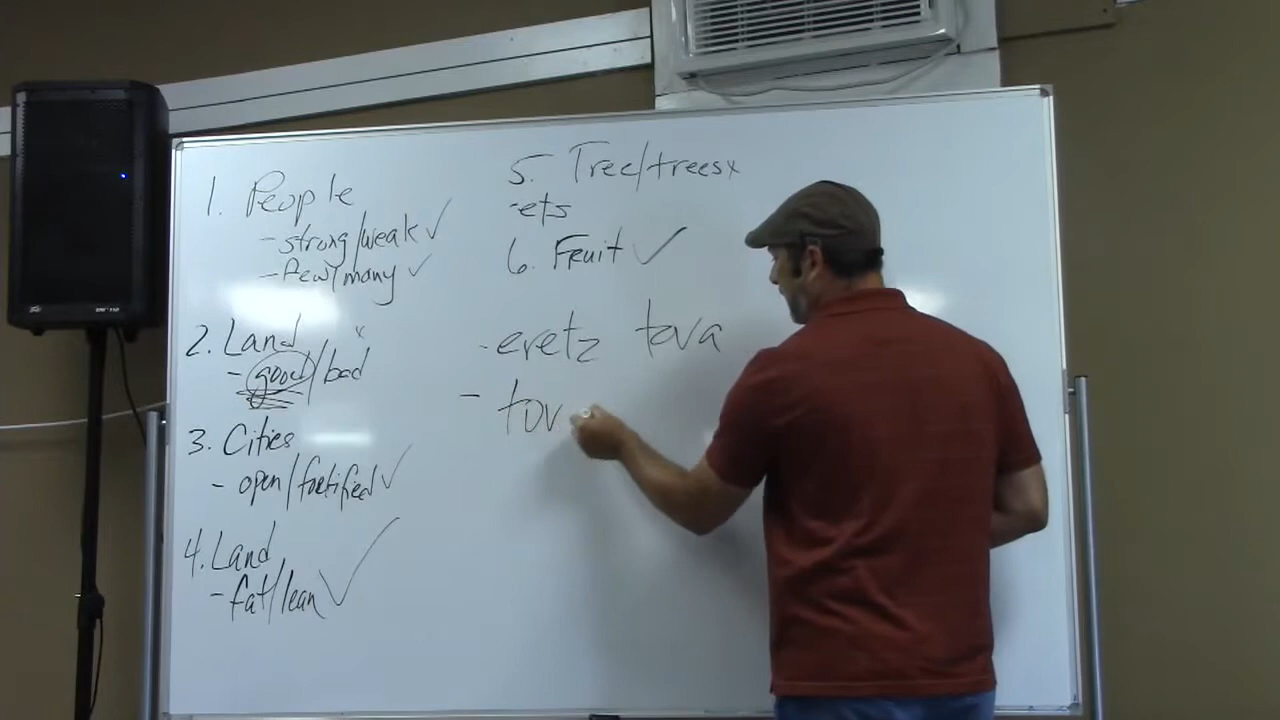 1. People
- strong/weak ✓
- few/many ✓
2. Land x
- good/bad
3. Cities
- open/fortified ✓
4. Land
- fat/lean ✓
5. Tree/trees x
- ets
6. Fruit ✓
- eretz tova
- tov